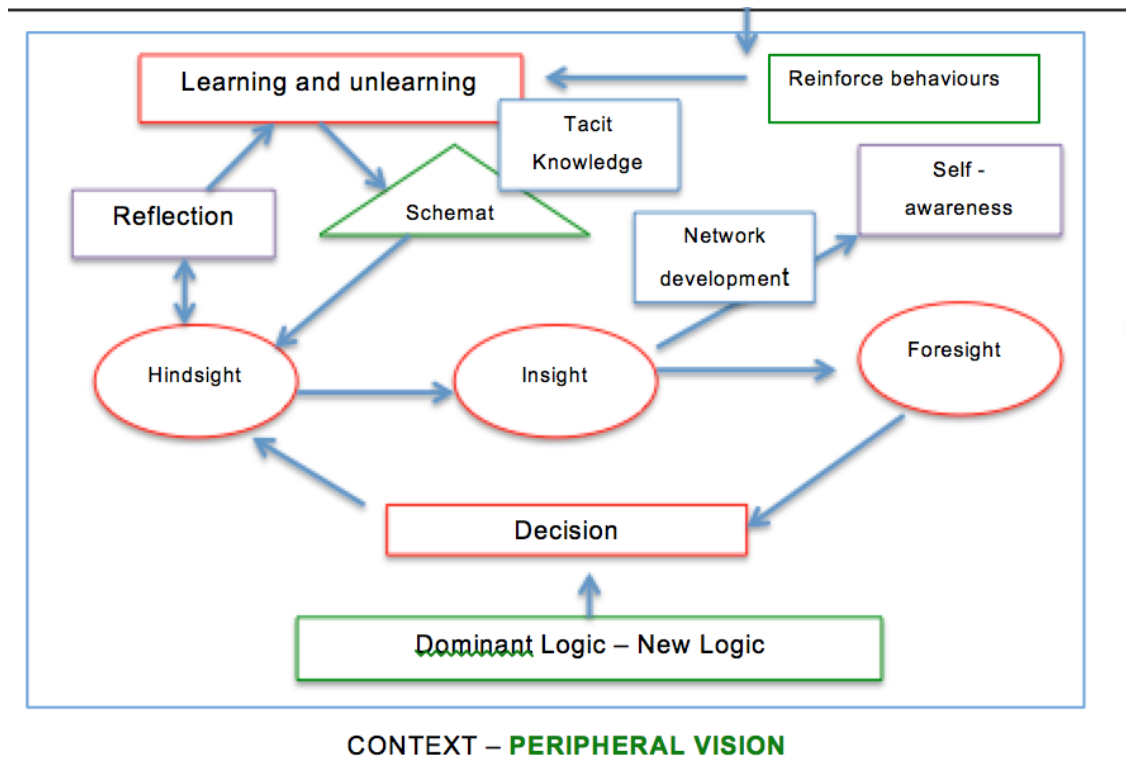 Learning and unlearning
Reinforce behaviours
Tacit
Knowledge
Self -
awareness
Reflection
Schemat
Network
development
Hindsight
Insight
Foresight
Decision
Dominant Logic – New Logic
CONTEXT – PERIPHERAL VISION